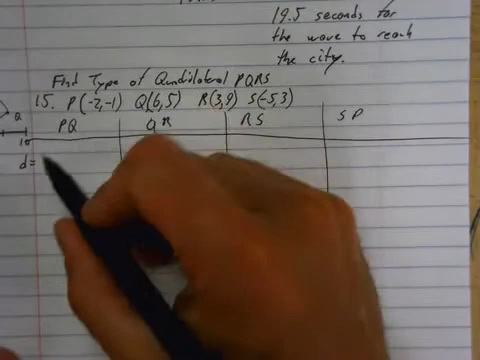 19.5 seconds for
the wave to reach
the city.
Find Type of Quadrilateral PQRS
15. P(-2,-1) Q(6,5) R(3,9) S(-5,3)
Q
PQ QR RS SP
10
d=